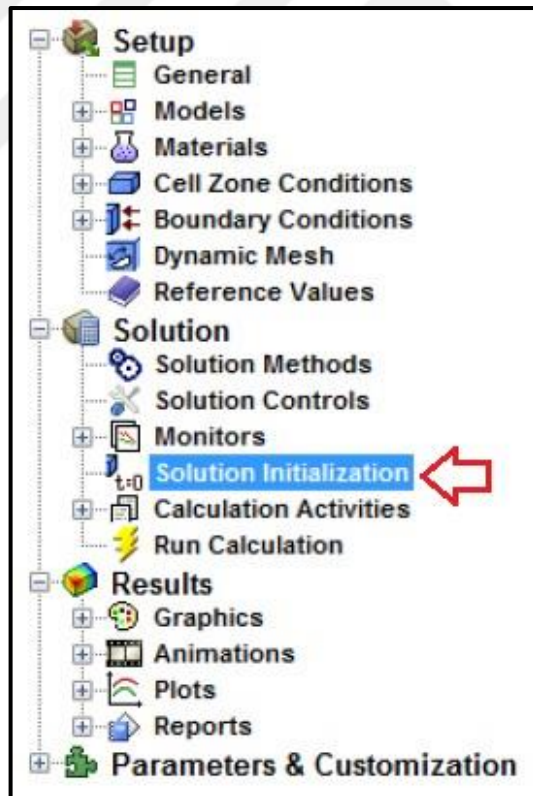 Setup
General
Models
Materials
Cell Zone Conditions
Boundary Conditions
Dynamic Mesh
Reference Values
Solution
Solution Methods
Solution Controls
Monitors
t=0 Solution Initialization
Calculation Activities
Run Calculation
Results
Graphics
Animations
Plots
Reports
Parameters & Customization